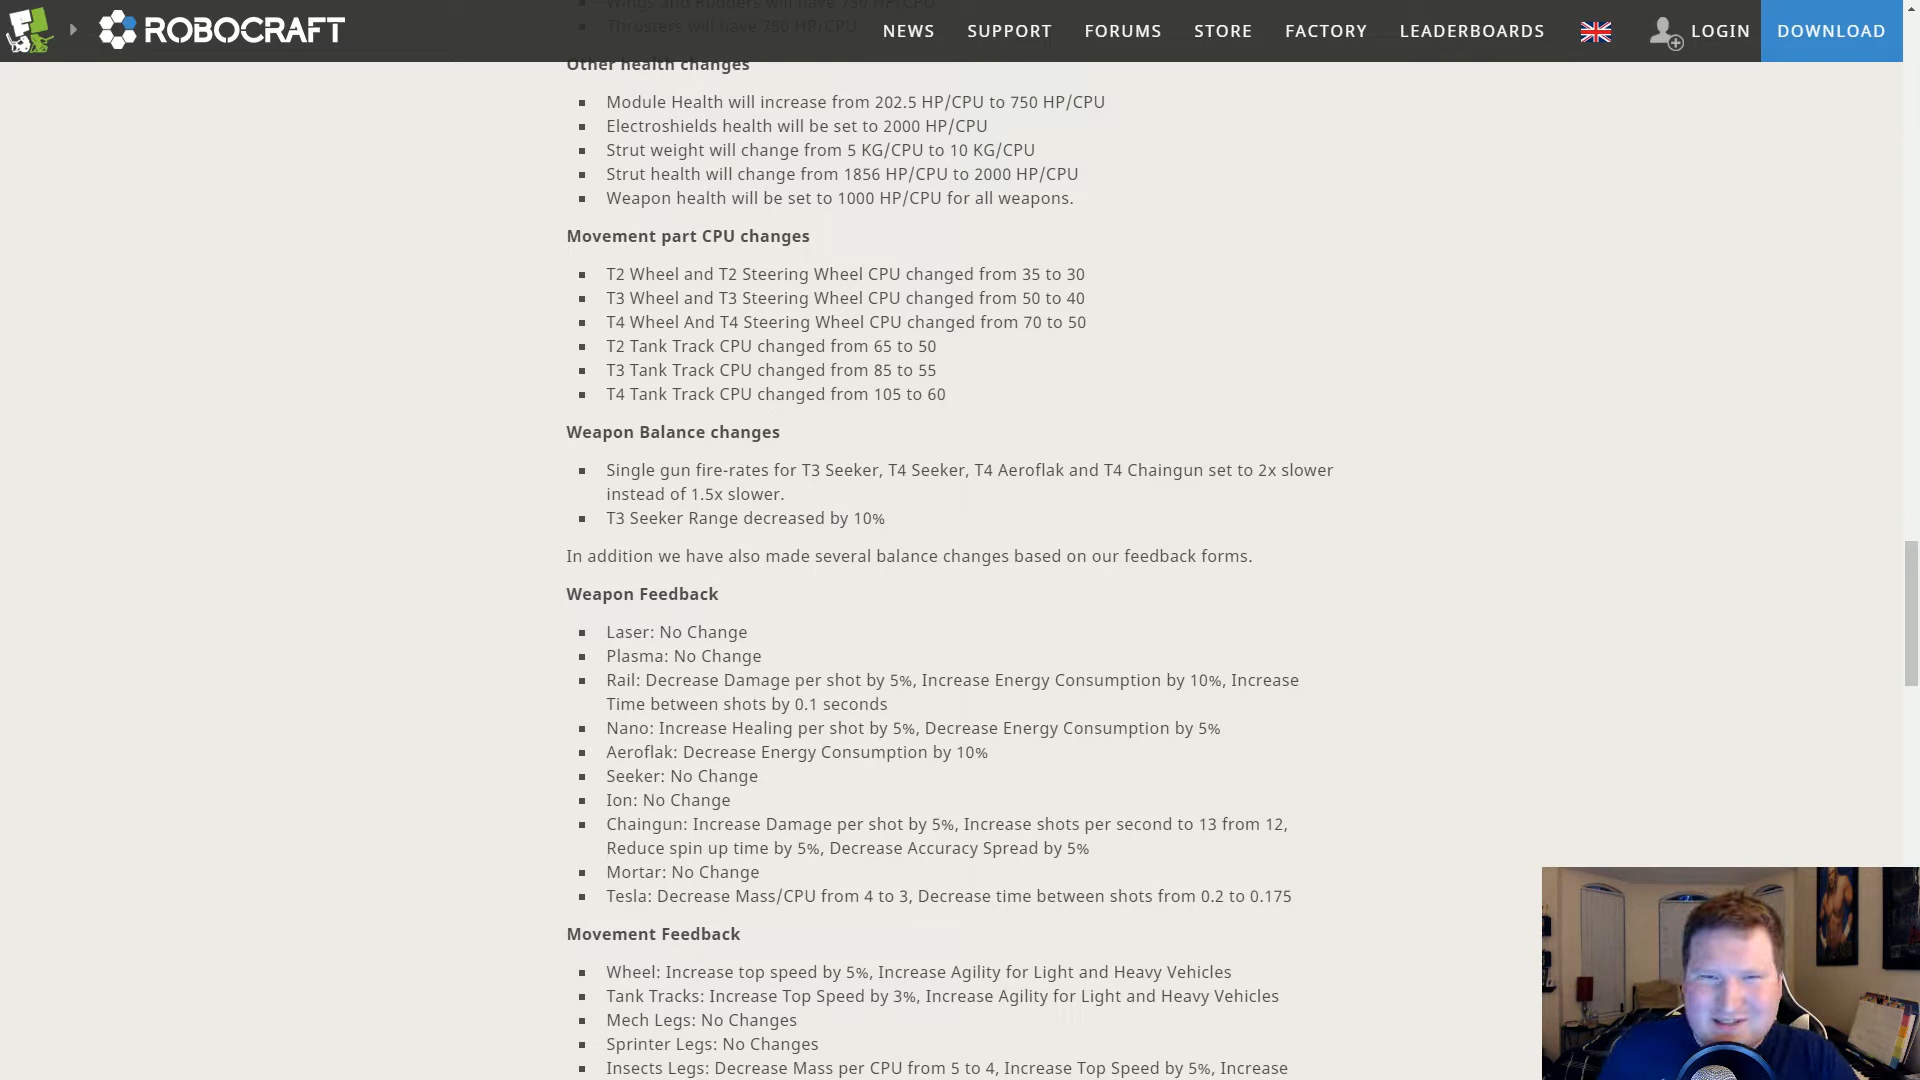 Wings and Rudders will have 750 HP/CPU
Thrusters will have 750 HP/CPU
ROBOCRAFT
NEWS SUPPORT FORUMS STORE FACTORY LEADERBOARDS LOGIN DOWNLOAD
Other health changes
Module Health will increase from 202.5 HP/CPU to 750 HP/CPU
Electroshields health will be set to 2000 HP/CPU
Strut weight will change from 5 KG/CPU to 10 KG/CPU
Strut health will change from 1856 HP/CPU to 2000 HP/CPU
Weapon health will be set to 1000 HP/CPU for all weapons.
Movement part CPU changes
T2 Wheel and T2 Steering Wheel CPU changed from 35 to 30
T3 Wheel and T3 Steering Wheel CPU changed from 50 to 40
T4 Wheel And T4 Steering Wheel CPU changed from 70 to 50
T2 Tank Track CPU changed from 65 to 50
T3 Tank Track CPU changed from 85 to 55
T4 Tank Track CPU changed from 105 to 60
Weapon Balance changes
Single gun fire-rates for T3 Seeker, T4 Seeker, T4 Aeroflak and T4 Chaingun set to 2x slower
instead of 1.5x slower.
T3 Seeker Range decreased by 10%
In addition we have also made several balance changes based on our feedback forms.
Weapon Feedback
Laser: No Change
Plasma: No Change
Rail: Decrease Damage per shot by 5%, Increase Energy Consumption by 10%, Increase
Time between shots by 0.1 seconds
Nano: Increase Healing per shot by 5%, Decrease Energy Consumption by 5%
Aeroflak: Decrease Energy Consumption by 10%
Seeker: No Change
Ion: No Change
Chaingun: Increase Damage per shot by 5%, Increase shots per second to 13 from 12,
Reduce spin up time by 5%, Decrease Accuracy Spread by 5%
Mortar: No Change
Tesla: Decrease Mass/CPU from 4 to 3, Decrease time between shots from 0.2 to 0.175
Movement Feedback
Wheel: Increase top speed by 5%, Increase Agility for Light and Heavy Vehicles
Tank Tracks: Increase Top Speed by 3%, Increase Agility for Light and Heavy Vehicles
Mech Legs: No Changes
Sprinter Legs: No Changes
Insects Legs: Decrease Mass per CPU from 5 to 4, Increase Top Speed by 5%, Increase